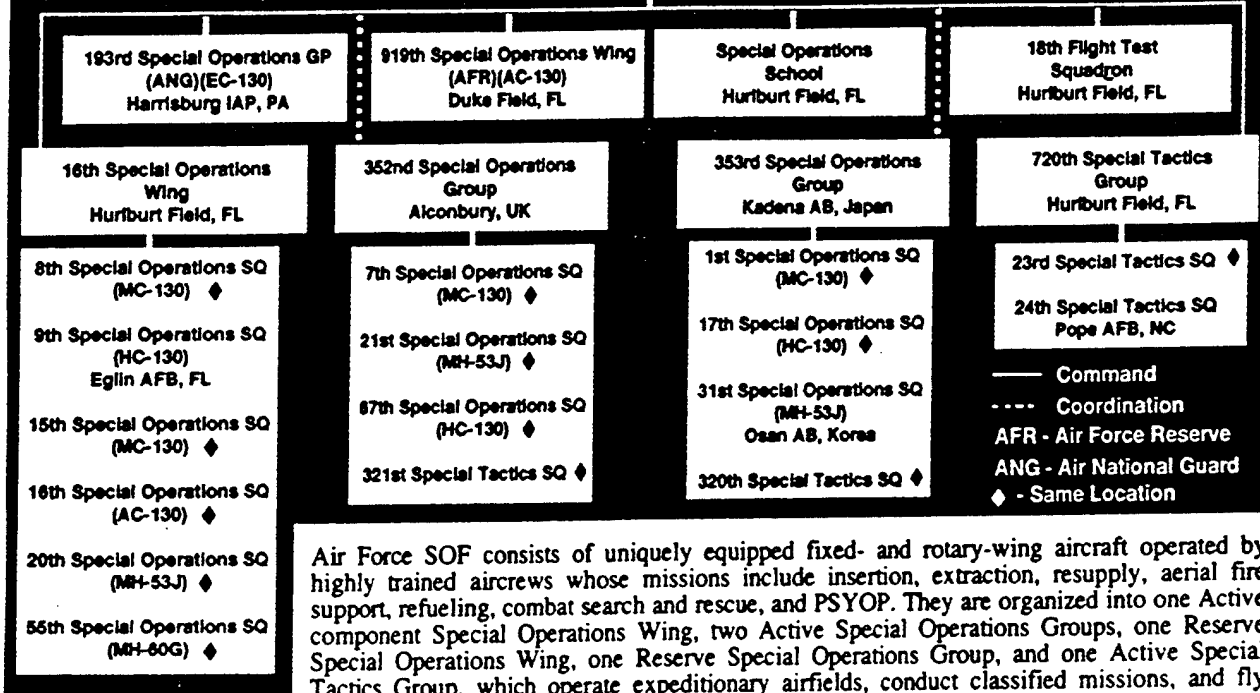 193rd Special Operations GP
(ANG)(EC-130)
Harrisburg IAP, PA
919th Special Operations Wing
(AFR)(AC-130)
Duke Field, FL
Special Operations
School
Hurlburt Field, FL
18th Flight Test
Squadron
Hurlburt Field, FL
16th Special Operations
Wing
Hurlburt Field, FL
352nd Special Operations
Group
Alconbury, UK
353rd Special Operations
Group
Kadena AB, Japan
720th Special Tactics
Group
Hurlburt Field, FL
8th Special Operations SQ
(MC-130) ♦
9th Special Operations SQ
(HC-130)
Eglin AFB, FL
15th Special Operations SQ
(MC-130) ♦
16th Special Operations SQ
(AC-130) ♦
20th Special Operations SQ
(MH-53J) ♦
55th Special Operations SQ
(MH-60G) ♦
7th Special Operations SQ
(MC-130) ♦
21st Special Operations SQ
(MH-53J) ♦
67th Special Operations SQ
(HC-130) ♦
321st Special Tactics SQ ♦
1st Special Operations SQ
(MC-130) ♦
17th Special Operations SQ
(HC-130) ♦
31st Special Operations SQ
(MH-53J)
Osan AB, Korea
320th Special Tactics SQ ♦
23rd Special Tactics SQ ♦
24th Special Tactics SQ
Pope AFB, NC
Command
Coordination
AFR - Air Force Reserve
ANG - Air National Guard
♦ - Same Location
Air Force SOF consists of uniquely equipped fixed- and rotary-wing aircraft operated by
highly trained aircrews whose missions include insertion, extraction, resupply, aerial fire
support, refueling, combat search and rescue, and PSYOP. They are organized into one Active
component Special Operations Wing, two Active Special Operations Groups, one Reserve
Special Operations Wing, one Reserve Special Operations Group, and one Active Special
Tactics Group, which operate expeditionary airfields, conduct classified missions, and